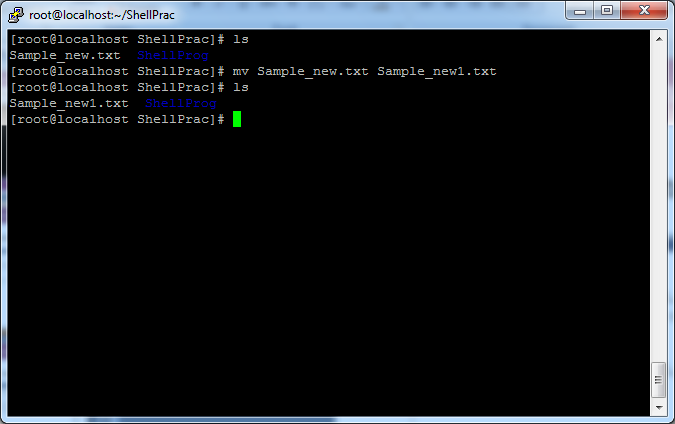 root@localhost:~/ShellPrac
[root@localhost ShellPrac]# ls
Sample_new.txt  ShellProg
[root@localhost ShellPrac]# mv Sample_new.txt Sample_new1.txt
[root@localhost ShellPrac]# ls
Sample_new1.txt  ShellProg
[root@localhost ShellPrac]#